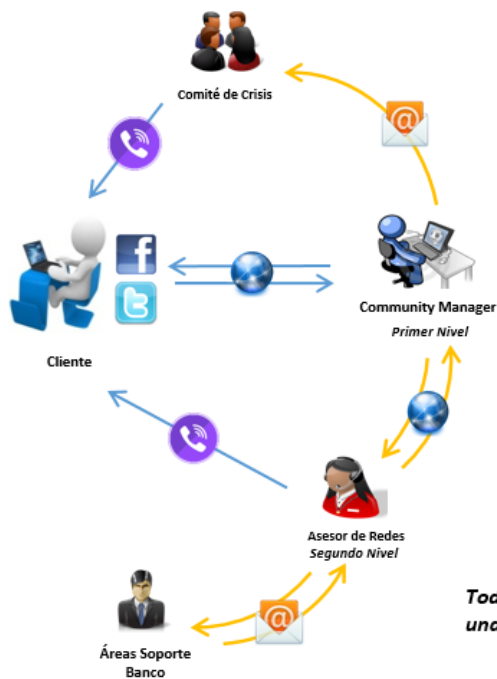 Comité de Crisis
Community Manager
Primer Nivel
Cliente
Asesor de Redes
Segundo Nivel
Áreas Soporte
Banco